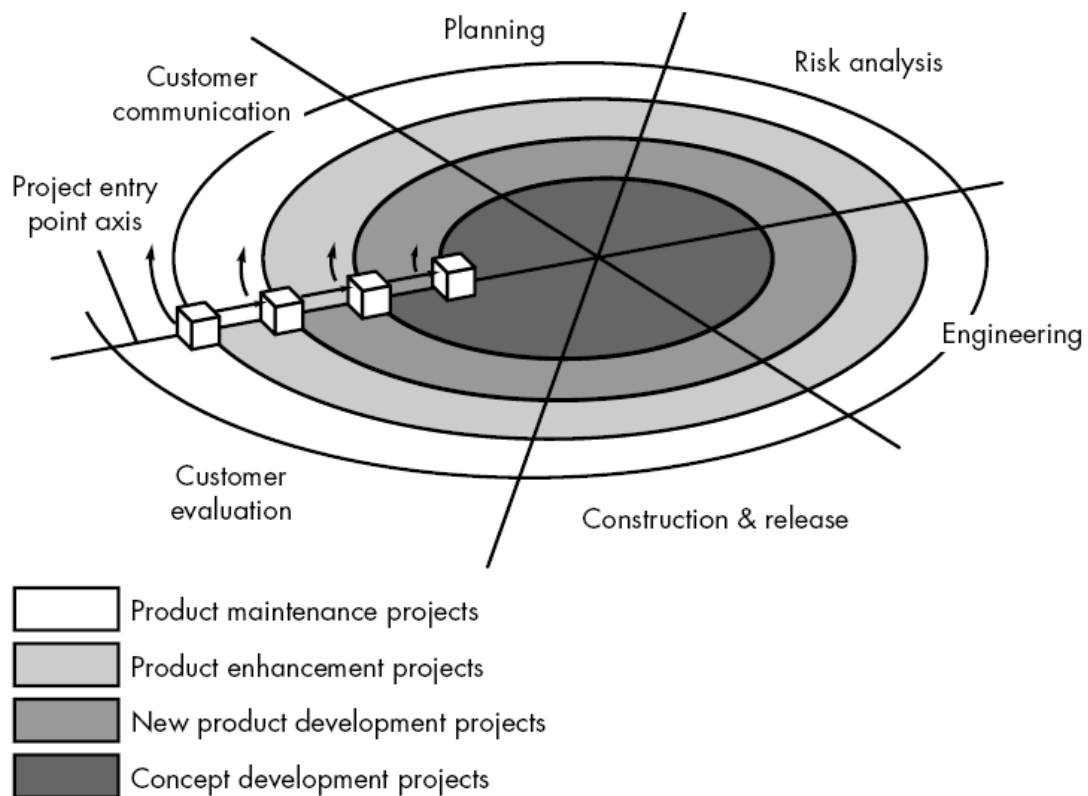 Planning
Risk analysis
Customer
communication
Project entry
point axis
Engineering
Customer
evaluation
Construction & release
Product maintenance projects
Product enhancement projects
New product development projects
Concept development projects